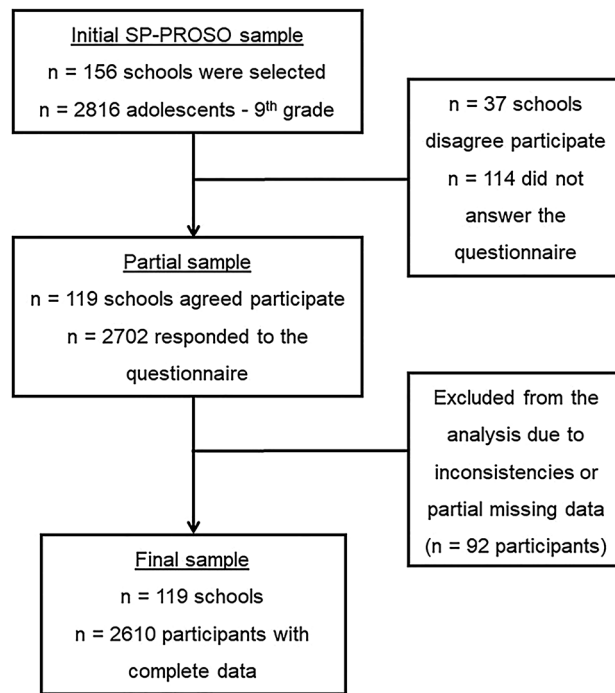 Initial SP-PROSO sample
n = 156 schools were selected
n = 2816 adolescents - 9th grade
n = 37 schools
disagree participate
n = 114 did not
answer the
questionnaire
Partial sample
n = 119 schools agreed participate
n = 2702 responded to the
questionnaire
Excluded from the
analysis due to
inconsistencies or
partial missing data
(n = 92 participants)
Final sample
n = 119 schools
n = 2610 participants with
complete data